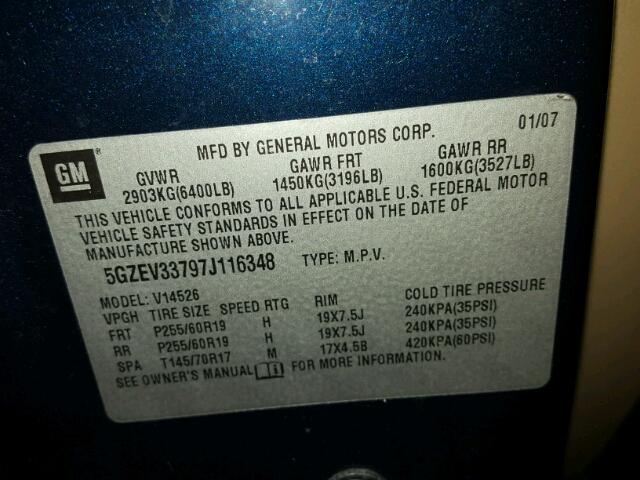 GM ®
MFD BY GENERAL MOTORS CORP. 01/07
GVWR GAWR FRT GAWR RR
2903KG(6400LB) 1450KG(3196LB) 1600KG(3527LB)
THIS VEHICLE CONFORMS TO ALL APPLICABLE U.S. FEDERAL MOTOR
VEHICLE SAFETY STANDARDS IN EFFECT ON THE DATE OF
MANUFACTURE SHOWN ABOVE.
5GZEV33797J116348 TYPE: M.P.V.
MODEL: V14526
VPGH TIRE SIZE SPEED RTG RIM COLD TIRE PRESSURE
FRT P255/60R19 H 19X7.5J 240KPA(35PSI)
RR P255/60R19 H 19X7.5J 240KPA(35PSI)
SPA T145/70R17 M 17X4.5B 420KPA(60PSI)
SEE OWNER'S MANUAL FOR MORE INFORMATION.